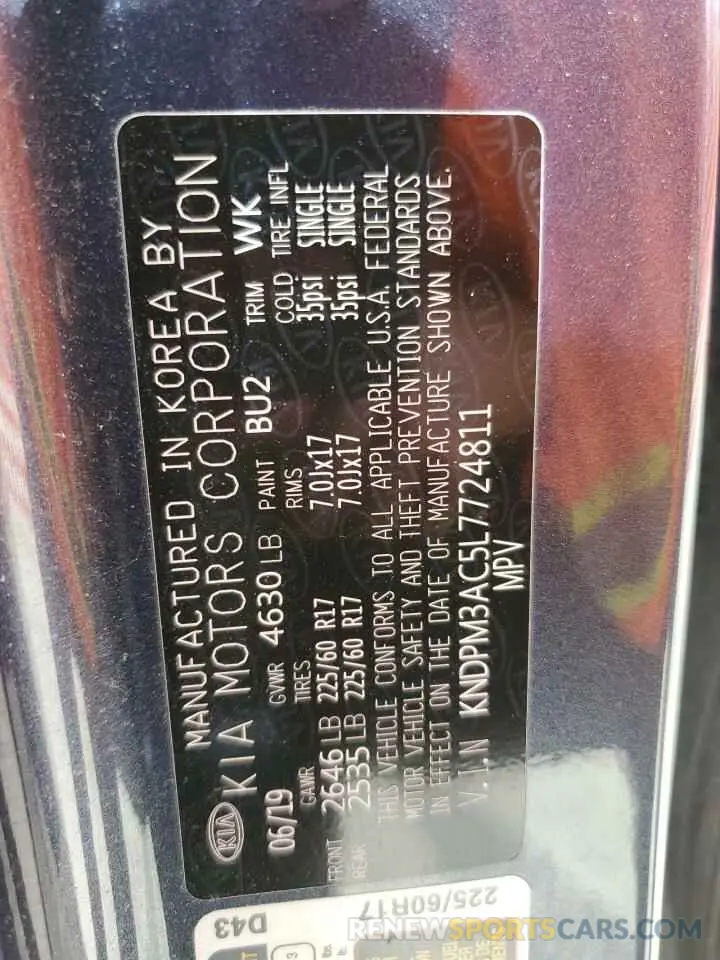 MANUFACTURED IN KOREA BY
KIA KIA MOTORS CORPORATION
06/19 GVWR 4630 LB PAINT BU2 TRIM WK
GAWR TIRES RIMS COLD TIRE INFL
FRONT 2646 LB 225/60 R17 7.0Jx17 35psi SINGLE
REAR 2535 LB 225/60 R17 7.0Jx17 35psi SINGLE
THIS VEHICLE CONFORMS TO ALL APPLICABLE U.S.A. FEDERAL
MOTOR VEHICLE SAFETY AND THEFT PREVENTION STANDARDS
IN EFFECT ON THE DATE OF MANUFACTURE SHOWN ABOVE.
V.I.N KNDPM3AC5L7724811
MPV
D43
225/60R17
RENEWSPORTSCARS.COM